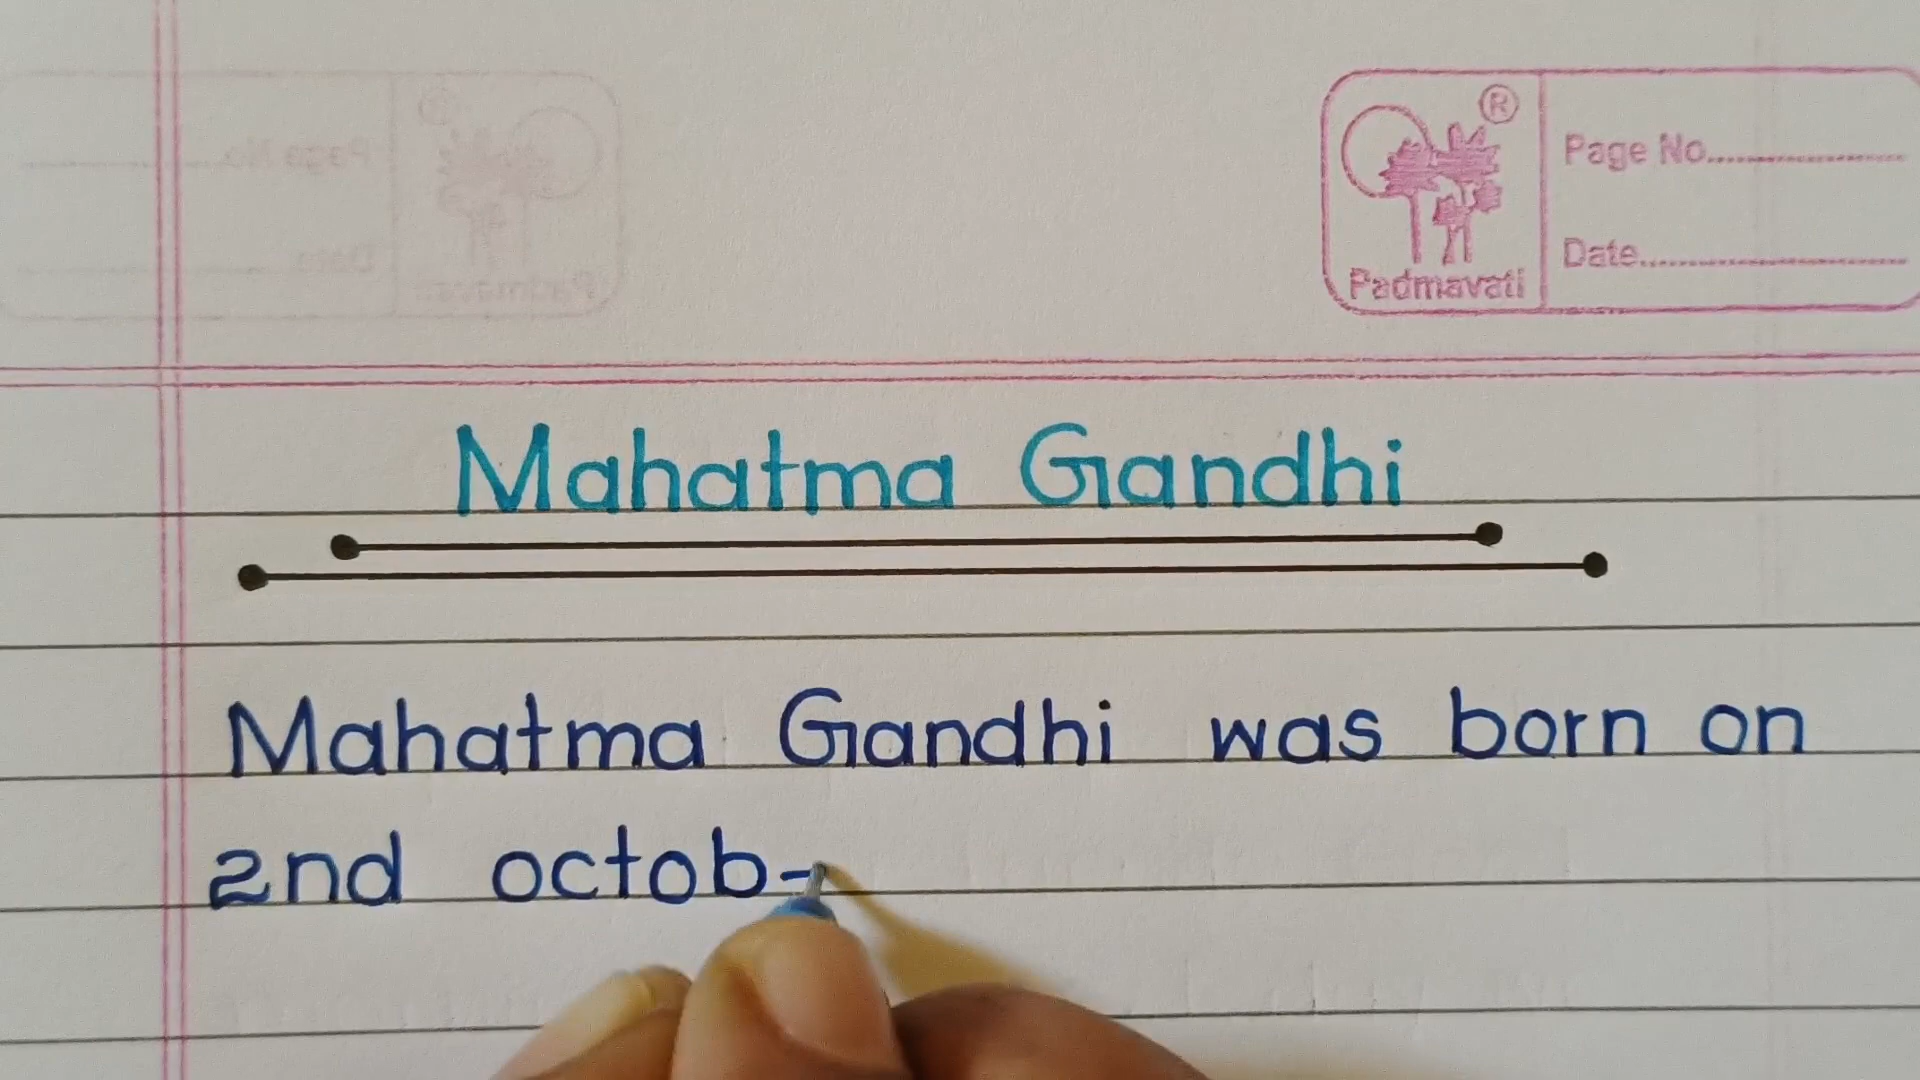 ®
Page No
Date
Padmavati
Mahatma Gandhi
Mahatma Gandhi was born on
2nd octob-